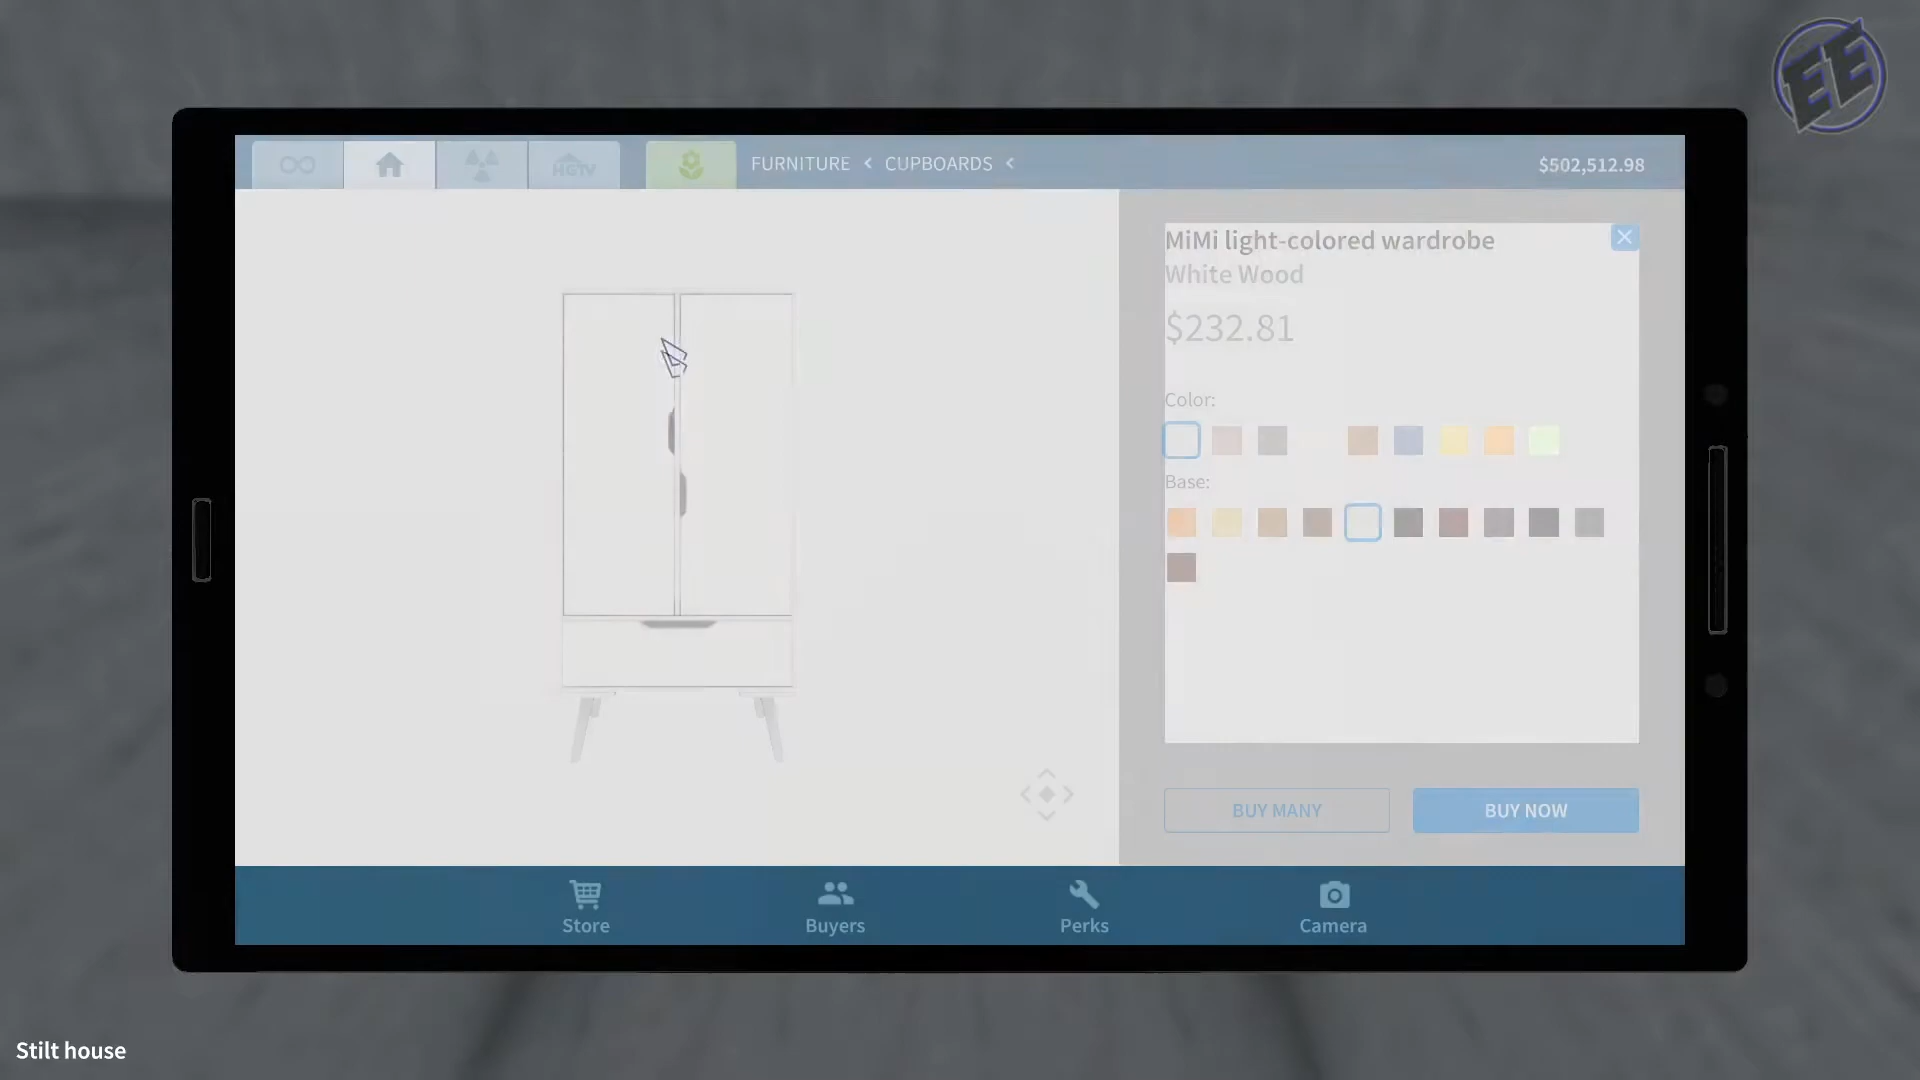 EE
HGTV
FURNITURE < CUPBOARDS <
$502,512.98
MiMi light-colored wardrobe
White Wood
$232.81
Color:
Base:
BUY MANY
BUY NOW
Store
Buyers
Perks
Camera
Stilt house